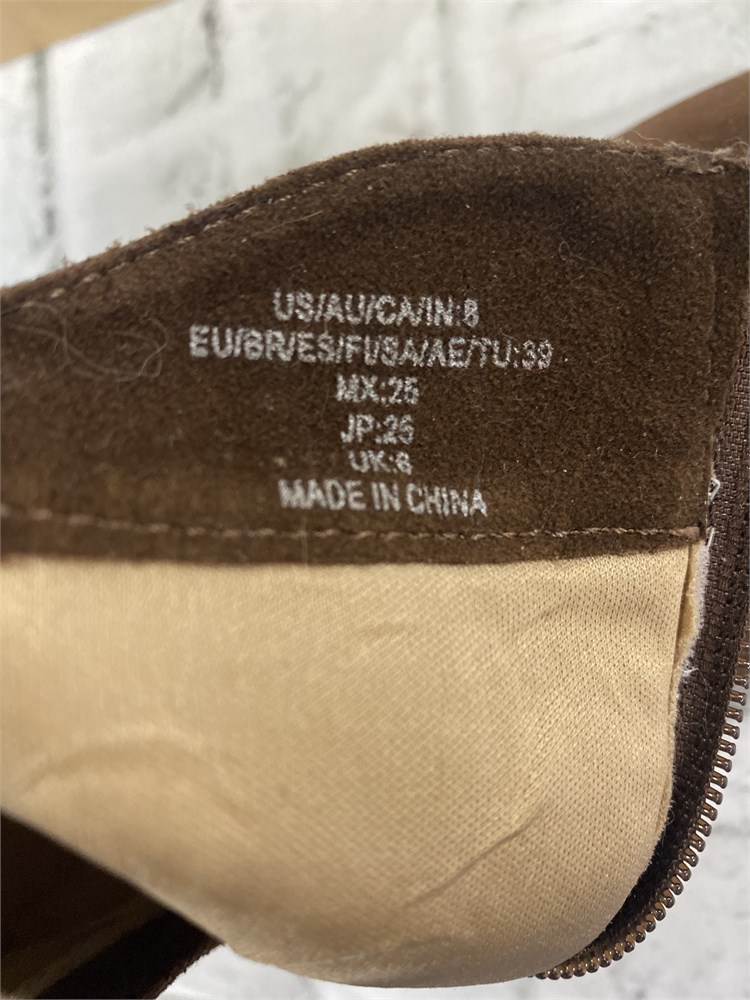 US/AU/CA/IN:8
EU/BR/ES/FI/SA/AE/TU:39
MX:25
JP:25
UK:6
MADE IN CHINA